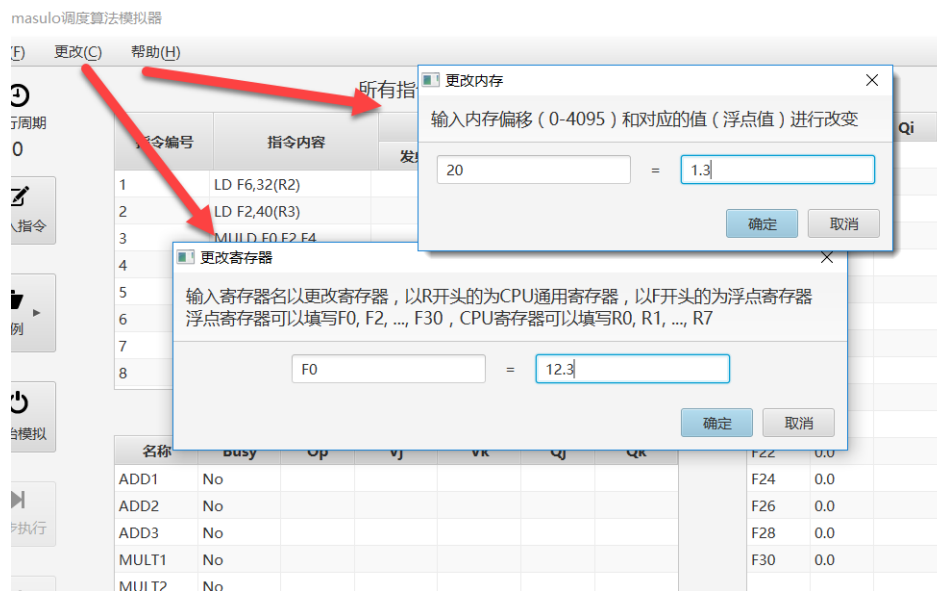 masulo调度算法模拟器
(F) 更改(C) 帮助(H)
所有指
行周期
0
指令编号 指令内容 Qi
1 LD F6,32(R2)
2 LD F2,40(R3)
3 MULD F0,F2,F4
4
5
6
7
8
入指令
例
更改内存
输入内存偏移（0-4095）和对应的值（浮点值）进行改变
20 = 1.3
确定 取消
更改寄存器
输入寄存器名以更改寄存器，以R开头的为CPU通用寄存器，以F开头的为浮点寄存器
浮点寄存器可以填写F0, F2, ..., F30，CPU寄存器可以填写R0, R1, ..., R7
F0 = 12.3
确定 取消
始模拟
步执行
名称 Busy Op Vj Vk Qj Qk
ADD1 No
ADD2 No
ADD3 No
MULT1 No
MULT2 No
F22 0.0
F24 0.0
F26 0.0
F28 0.0
F30 0.0